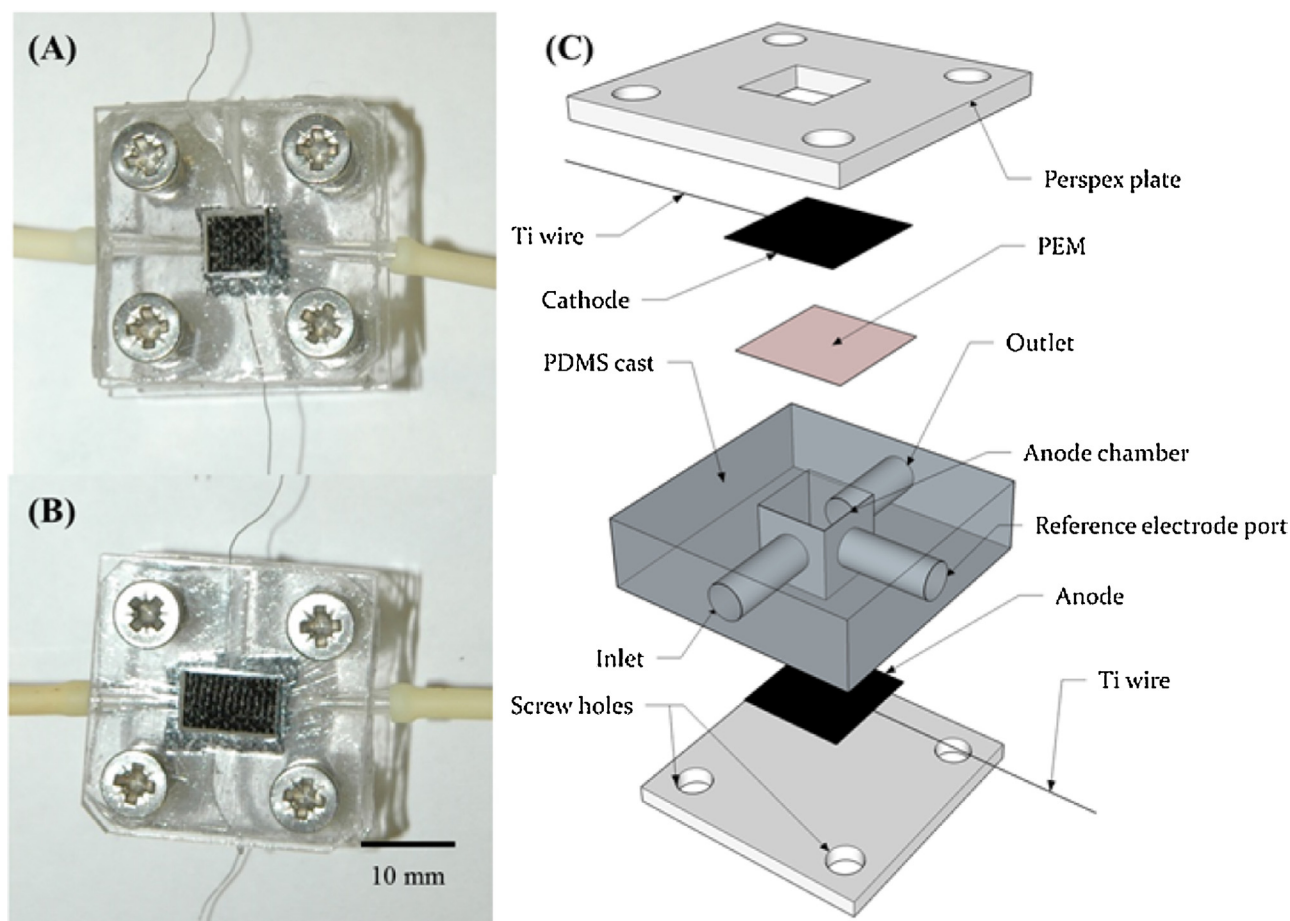 (A)
(B)
10 mm
(C)
Perspex plate
Ti wire
PEM
Cathode
Outlet
PDMS cast
Anode chamber
Reference electrode port
Anode
Inlet
Ti wire
Screw holes